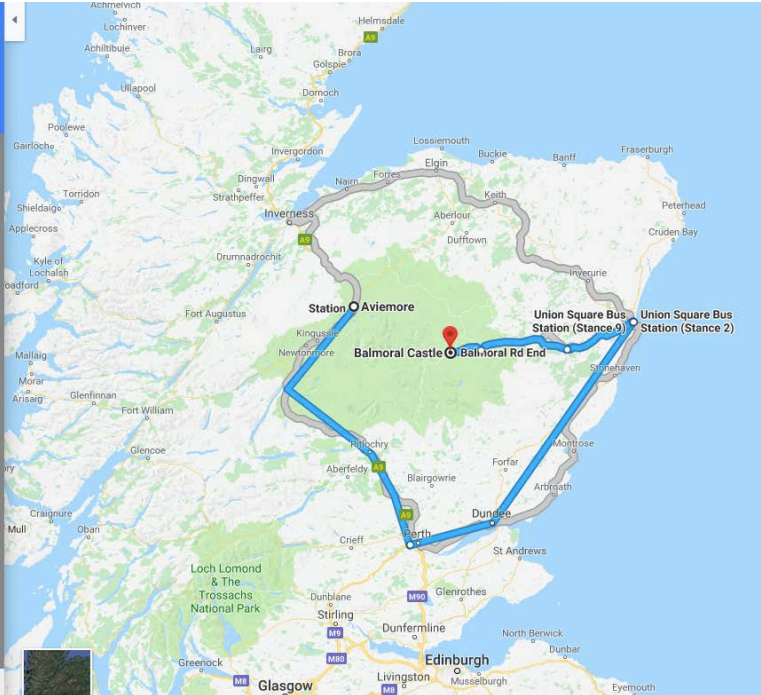 Achmelvich
Lochinver
Helmsdale
A9
Achiltibuie
Lairg
Brora
Golspie
Ullapool
Dornoch
Poolewe
Gairloch
Invergordon
Lossiemouth
Buckie
Banff
Fraserburgh
Elgin
Dingwall
Nairn
Forres
Torridon
Strathpeffer
Keith
Shieldaig
Peterhead
Inverness
Aberlour
Applecross
Dufftown
Cruden Bay
A9
Drumnadrochit
Kyle of
Lochalsh
Inverurie
oadford
Station
Aviemore
Fort Augustus
Union Square Bus
Station (Stance 9)
Union Square Bus
Station (Stance 2)
Kingussie
Newtonmore
Balmoral Castle
Balmoral Rd End
Mallaig
Stonehaven
Morar
Arisaig
Glenfinnan
Fort William
Pitlochry
Montrose
Glencoe
Aberfeldy
A9
Forfar
Blairgowrie
Arbroath
Craignure
A9
Dundee
Mull
Oban
Perth
Crieff
St Andrews
Loch Lomond
& The
Trossachs
National Park
Dunblane
M90
Glenrothes
Stirling
M9
Dunfermline
North Berwick
M80
Edinburgh
Dunbar
Greenock
M8
Livingston
Musselburgh
Glasgow
M8
Eyemouth